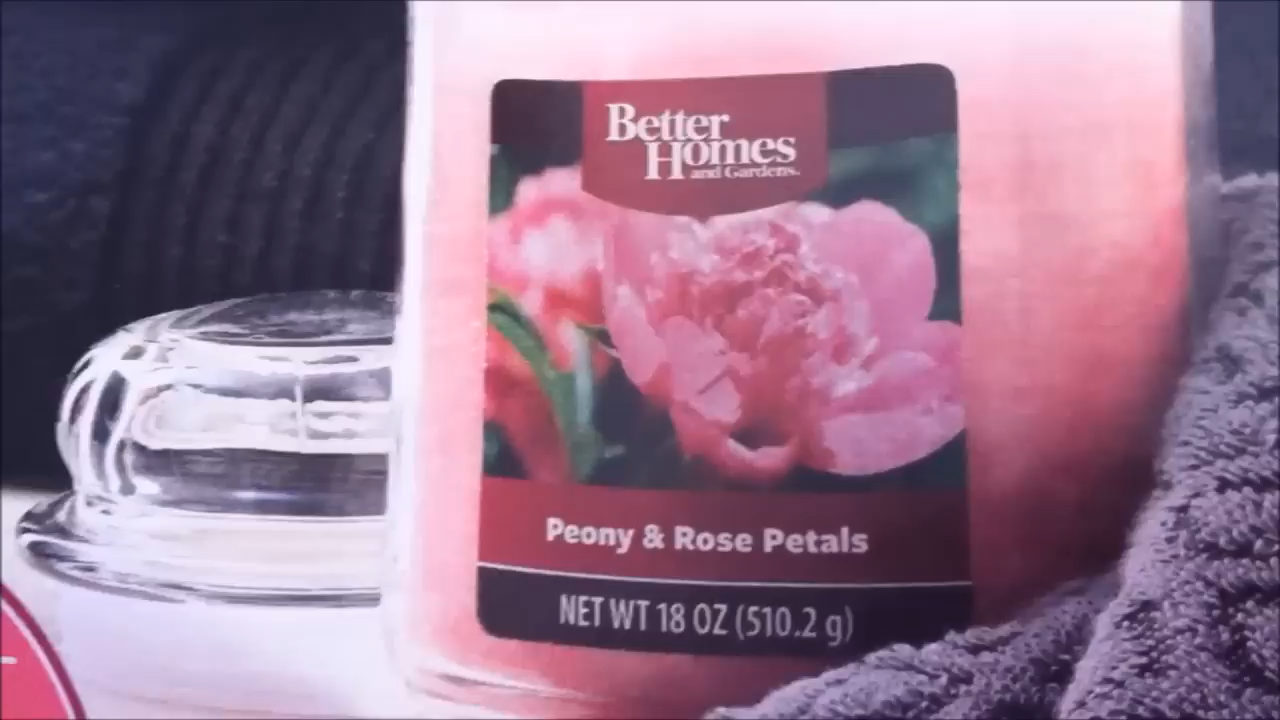 Better
Homes
and Gardens.
Peony & Rose Petals
NET WT 18 OZ (510.2 g)